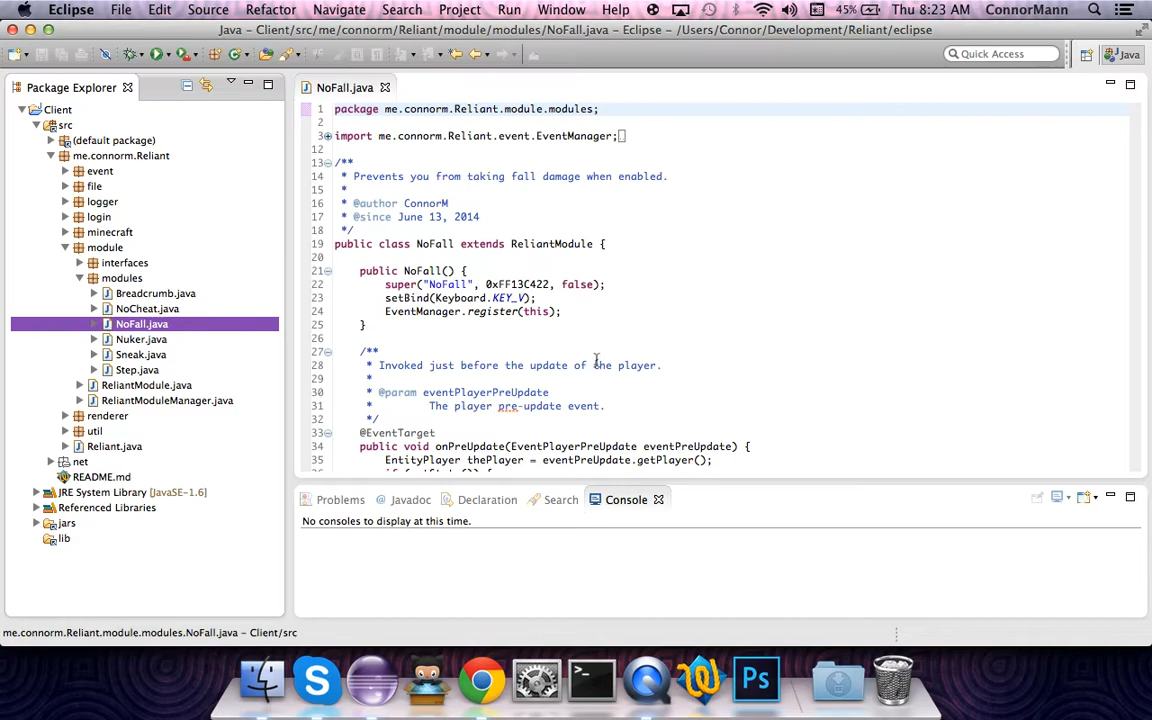 Eclipse File Edit Source Refactor Navigate Search Project Run Window Help 45% Thu 8:23 AM ConnorMann
Java - Client/src/me/connorm/Reliant/module/modules/NoFall.java - Eclipse - /Users/Connor/Development/Reliant/eclipse
Quick Access Java
Package Explorer
Client
src
(default package)
me.connorm.Reliant
event
file
logger
login
minecraft
module
interfaces
modules
Breadcrumb.java
NoCheat.java
NoFall.java
Nuker.java
Sneak.java
Step.java
ReliantModule.java
ReliantModuleManager.java
renderer
util
Reliant.java
net
README.md
JRE System Library [JavaSE-1.6]
Referenced Libraries
jars
lib
NoFall.java
1 package me.connorm.Reliant.module.modules;
2
3 import me.connorm.Reliant.event.EventManager;
12
13 /**
14 * Prevents you from taking fall damage when enabled.
15 *
16 * @author ConnorM
17 * @since June 13, 2014
18 */
19 public class NoFall extends ReliantModule {
20
21 public NoFall() {
22 super("NoFall", 0xFF13C422, false);
23 setBind(Keyboard.KEY_V);
24 EventManager.register(this);
25 }
26
27 /**
28 * Invoked just before the update of the player.
29 *
30 * @param eventPlayerPreUpdate
31 * The player pre-update event.
32 */
33 @EventTarget
34 public void onPreUpdate(EventPlayerPreUpdate eventPreUpdate) {
35 EntityPlayer thePlayer = eventPreUpdate.getPlayer();
Problems Javadoc Declaration Search Console
No consoles to display at this time.
me.connorm.Reliant.module.modules.NoFall.java - Client/src
Ps